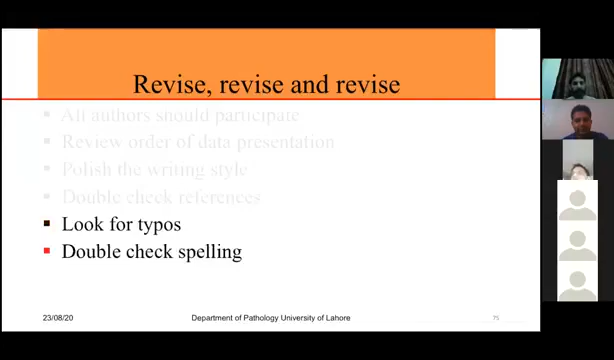 Revise, revise and revise
All authors should participate
Review order of data presentation
Polish the writing style
Double check references
Look for typos
Double check spelling
23/08/20
Department of Pathology University of Lahore
75